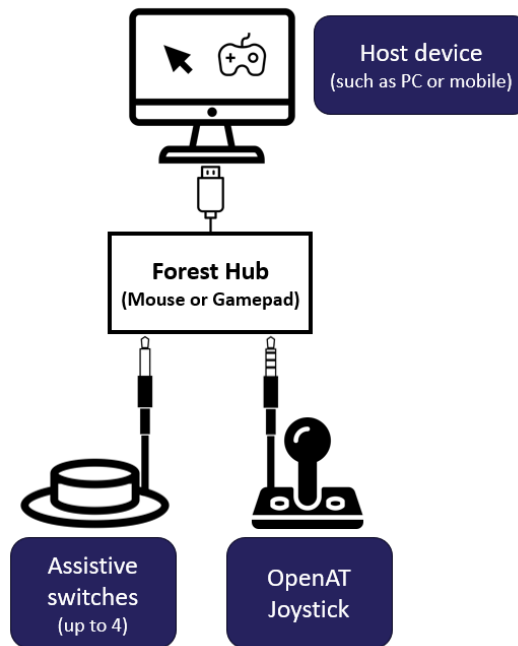 Host device
(such as PC or mobile)
Forest Hub
(Mouse or Gamepad)
Assistive
switches
(up to 4)
OpenAT
Joystick